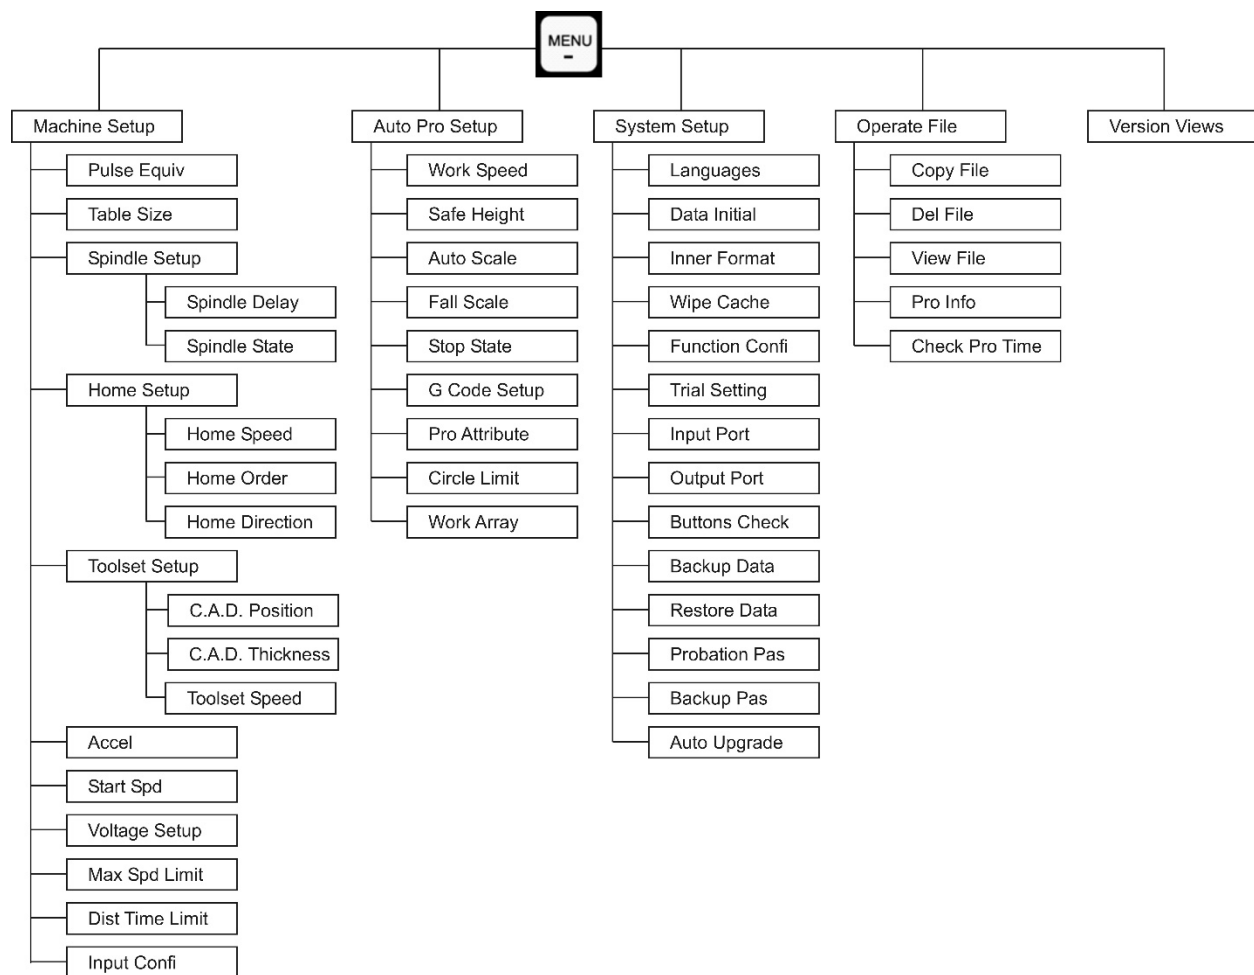 MENU
-
Machine Setup
Pulse Equiv
Table Size
Spindle Setup
Spindle Delay
Spindle State
Home Setup
Home Speed
Home Order
Home Direction
Toolset Setup
C.A.D. Position
C.A.D. Thickness
Toolset Speed
Accel
Start Spd
Voltage Setup
Max Spd Limit
Dist Time Limit
Input Confi
Auto Pro Setup
Work Speed
Safe Height
Auto Scale
Fall Scale
Stop State
G Code Setup
Pro Attribute
Circle Limit
Work Array
System Setup
Languages
Data Initial
Inner Format
Wipe Cache
Function Confi
Trial Setting
Input Port
Output Port
Buttons Check
Backup Data
Restore Data
Probation Pas
Backup Pas
Auto Upgrade
Operate File
Copy File
Del File
View File
Pro Info
Check Pro Time
Version Views